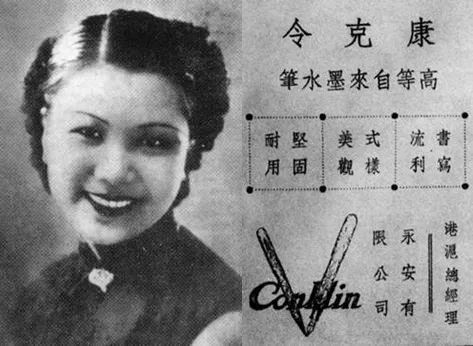 康克令
高等自來墨水筆
書寫流利
式樣美觀
堅固耐用
港滬總經理
永安有
限公司
Conklin